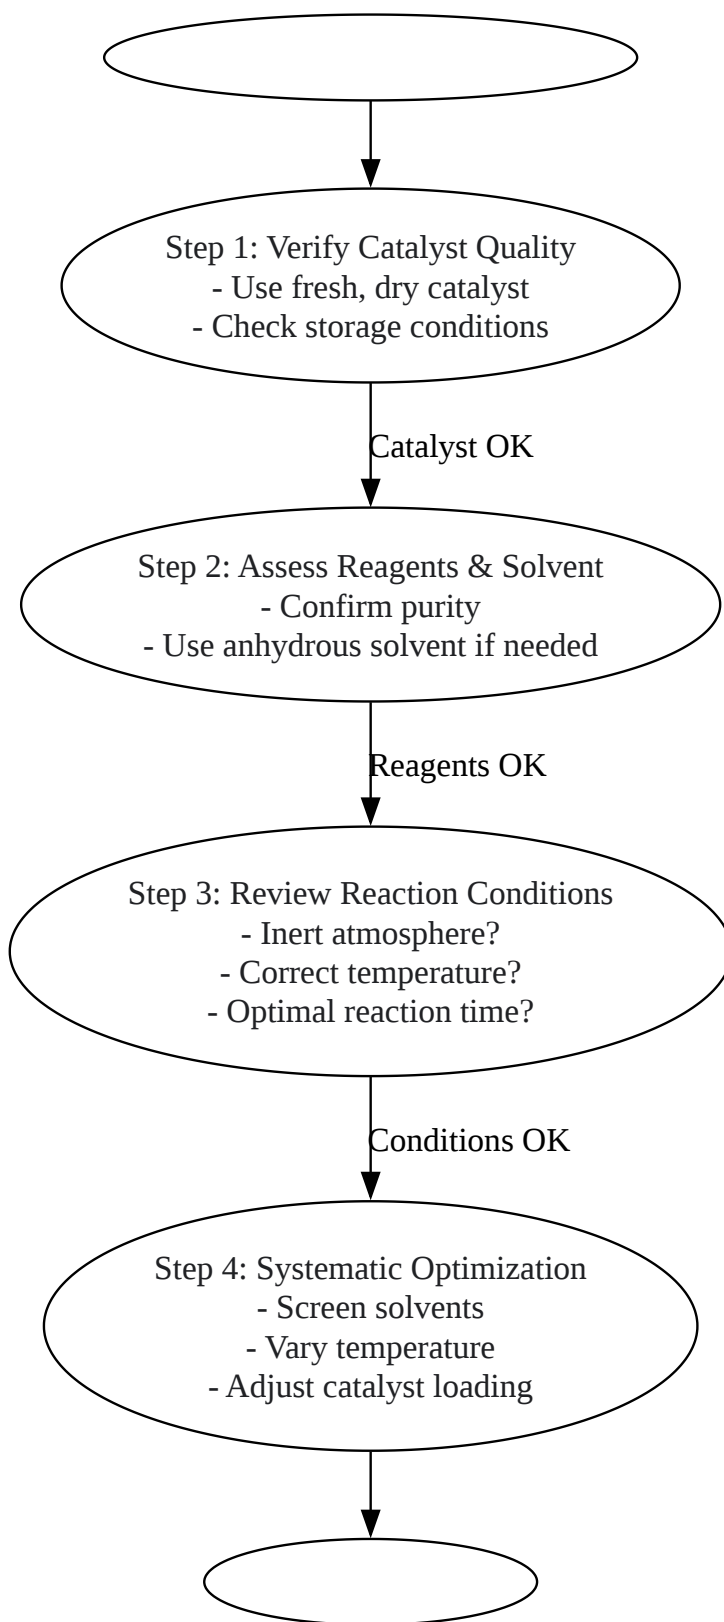 Step 1: Verify Catalyst Quality
- Use fresh, dry catalyst
- Check storage conditions
Catalyst OK
Step 2: Assess Reagents & Solvent
- Confirm purity
- Use anhydrous solvent if needed
Reagents OK
Step 3: Review Reaction Conditions
- Inert atmosphere?
- Correct temperature?
- Optimal reaction time?
Conditions OK
Step 4: Systematic Optimization
- Screen solvents
- Vary temperature
- Adjust catalyst loading